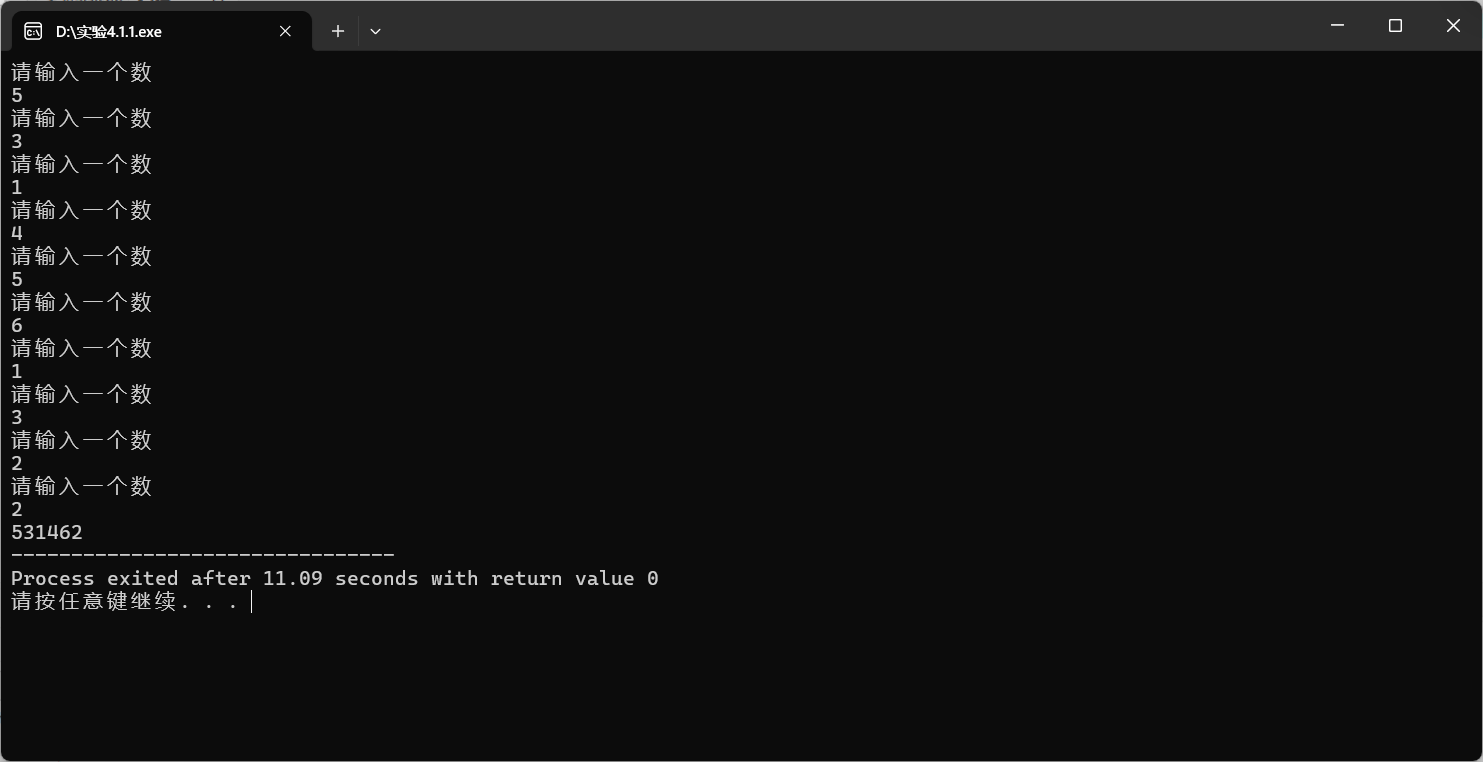 D:\实验4.1.1.exe
请输入一个数
5
请输入一个数
3
请输入一个数
1
请输入一个数
4
请输入一个数
5
请输入一个数
6
请输入一个数
1
请输入一个数
3
请输入一个数
2
请输入一个数
2
531462
--------------------------------
Process exited after 11.09 seconds with return value 0
请按任意键继续. . .